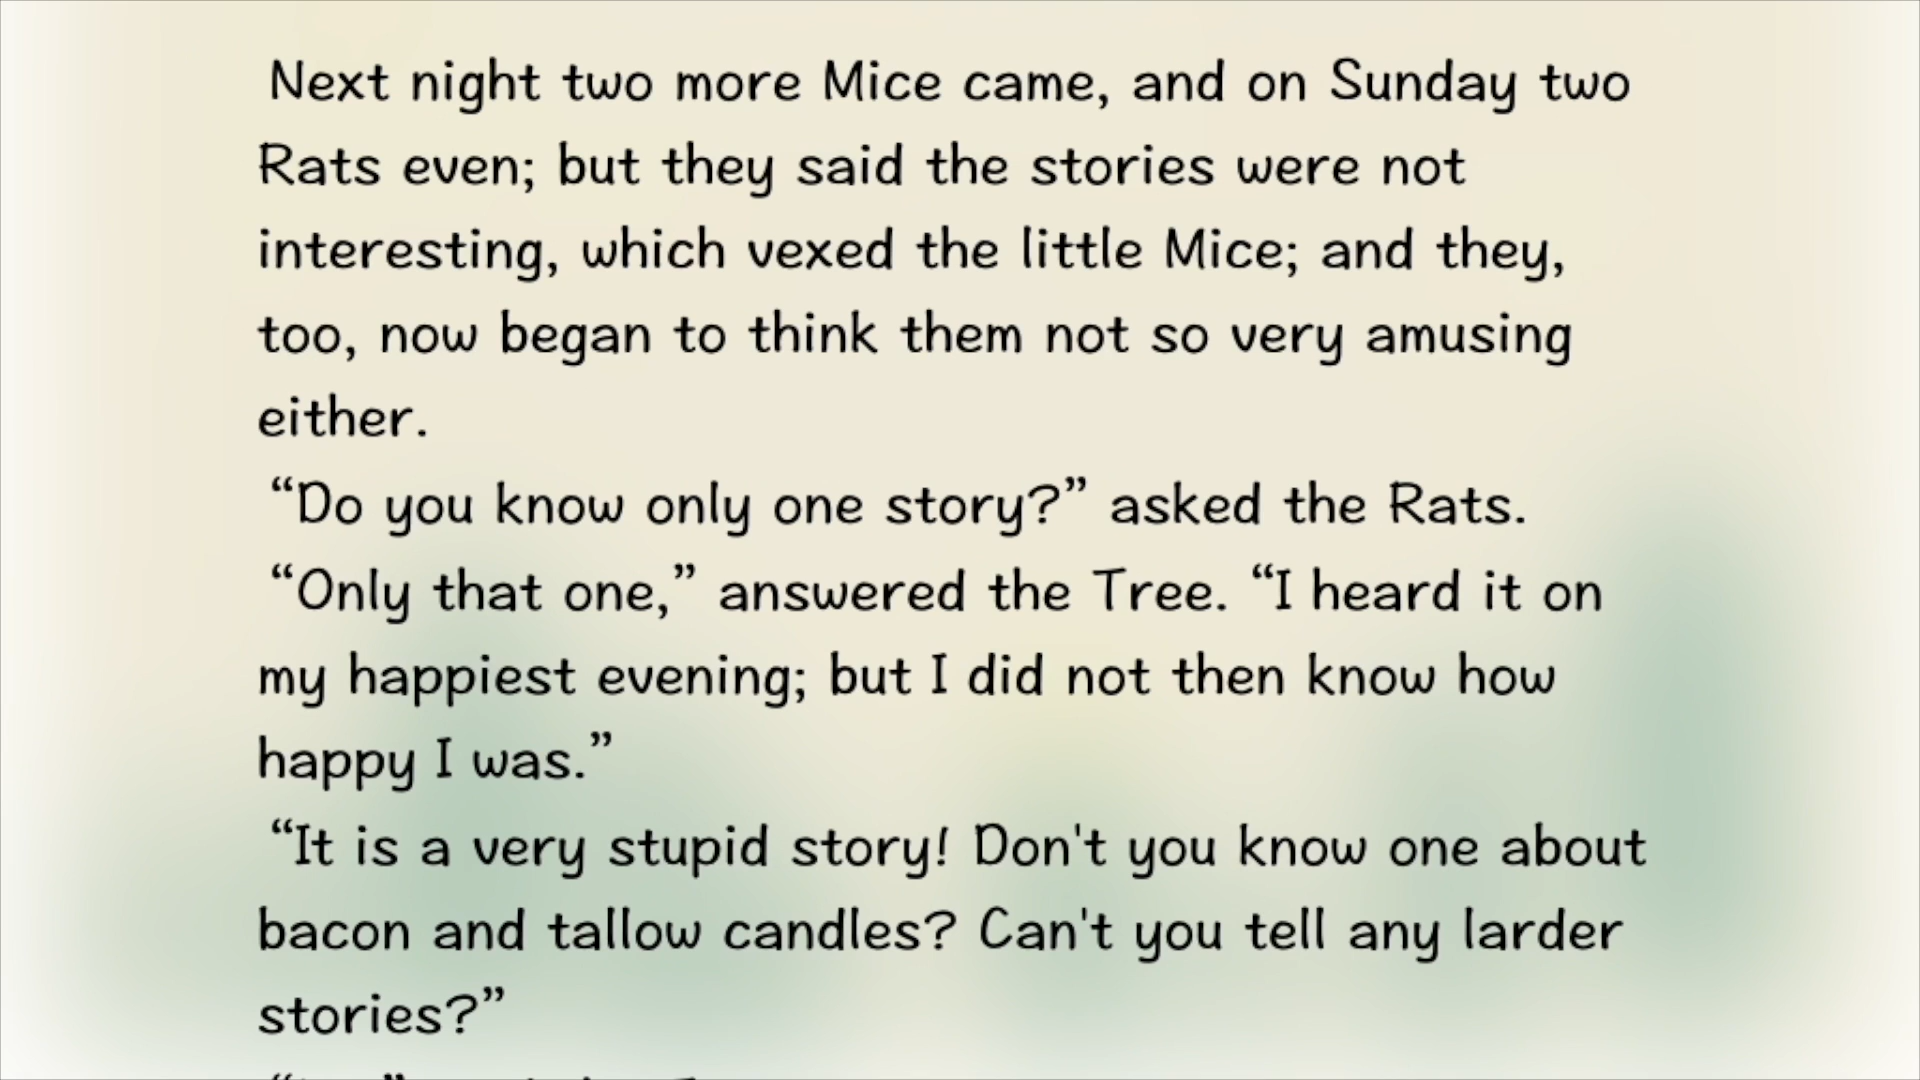 Next night two more Mice came, and on Sunday two
Rats even; but they said the stories were not
interesting, which vexed the little Mice; and they,
too, now began to think them not so very amusing
either.
“Do you know only one story?” asked the Rats.
“Only that one,” answered the Tree. “I heard it on
my happiest evening; but I did not then know how
happy I was.”
“It is a very stupid story! Don't you know one about
bacon and tallow candles? Can't you tell any larder
stories?”